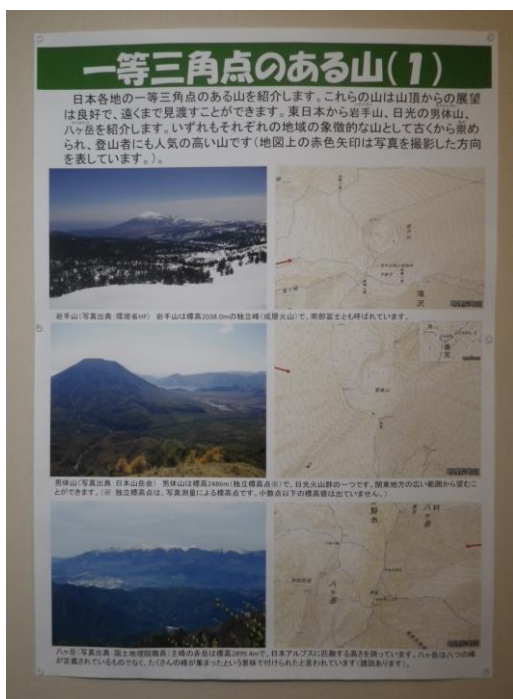 一等三角点のある山(1)
日本各地の一等三角点のある山を紹介します。これらの山は山頂からの展望
は良好で、遠くまで見渡すことができます。東日本から岩手山、日光の男体山、
八ヶ岳を紹介します。いずれもそれぞれの地域の象徴的な山として古くから崇め
られ、登山者にも人気の高い山です(地図上の赤色矢印は写真を撮影した方向
を表しています。)。
岩手山
滝沢
岩手山(写真出典:環境省HP) 岩手山は標高2038.0mの独立峰(成層火山)で、南部富士とも呼ばれています。
男体山
男体山(写真出典:日本山岳会) 男体山は標高2486m(独立標高点※)で、日光火山群の一つです。関東地方の広い範囲から望むこ
とができます。(※ 独立標高点は、写真測量による標高点です。小数点以下の標高値は出ていません。)
野市
村
八ヶ岳
八ヶ岳
八ヶ岳(写真出典:国土地理院職員)主峰の赤岳は標高2899.4mで、日本アルプスに匹敵する高さを誇っています。八ヶ岳は八つの峰
が定義されているものでなく、たくさんの峰が集まったという意味で付けられたと言われています(諸説あります)。